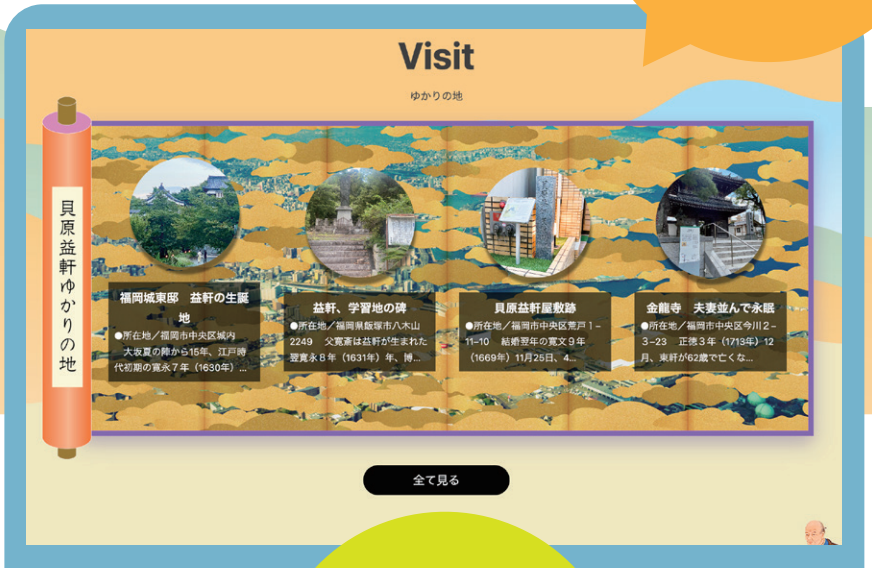 Visit
ゆかりの地
貝原益軒ゆかりの地
福岡城東邸　益軒の生誕
地
●所在地／福岡市中央区城内
大坂夏の陣から15年、江戸時
代初期の寛永７年（1630年）...
益軒、学習地の碑
●所在地／福岡県飯塚市八木山
2249　父寛斎は益軒が生まれた
翌寛永８年（1631年）年、博...
貝原益軒屋敷跡
●所在地／福岡市中央区荒戸１−
11−10　結婚翌年の寛文９年
（1669年）11月25日、4...
金龍寺　夫妻並んで永眠
●所在地／福岡市中央区今川２−
３−23　正徳３年（1713年）12
月、東軒が62歳で亡くな...
全て見る